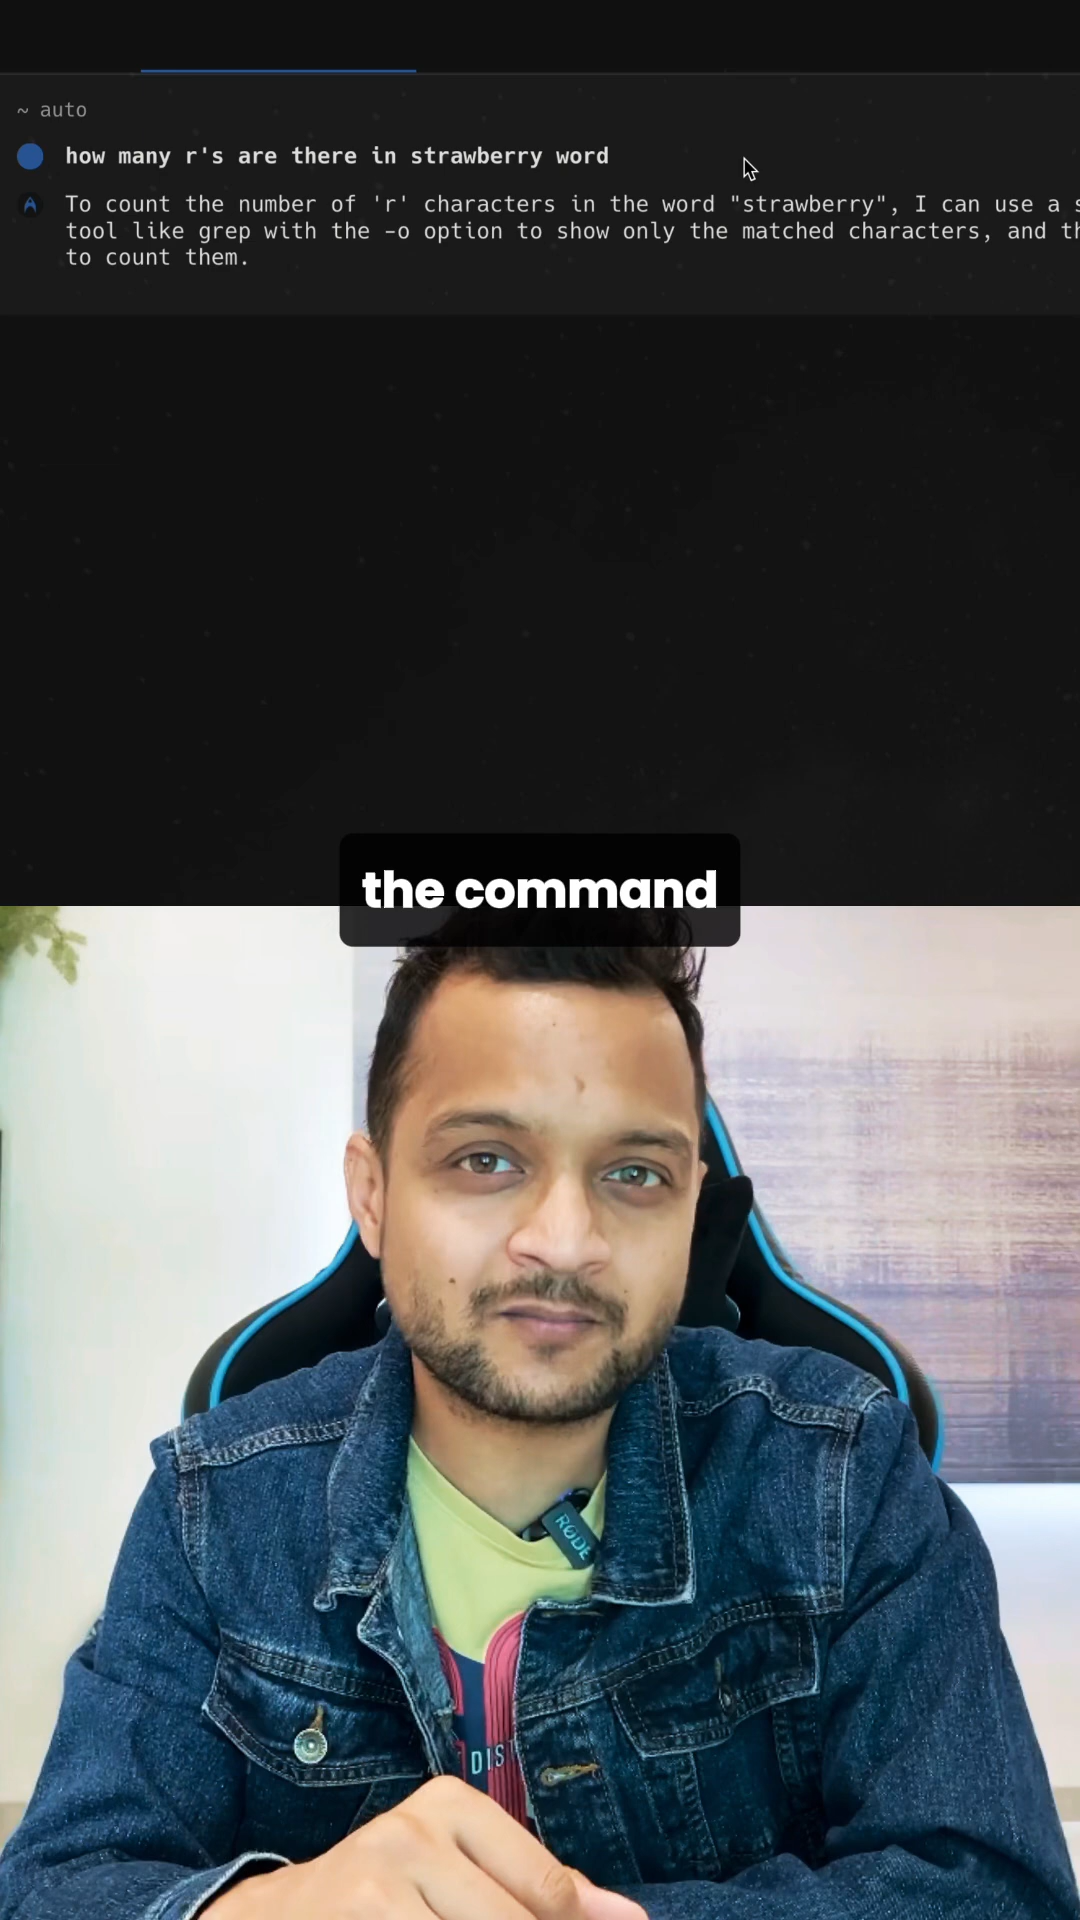 ~ auto
how many r's are there in strawberry word
To count the number of 'r' characters in the word "strawberry", I can use a
tool like grep with the -o option to show only the matched characters, and
to count them.
the command
RØDE
DIST